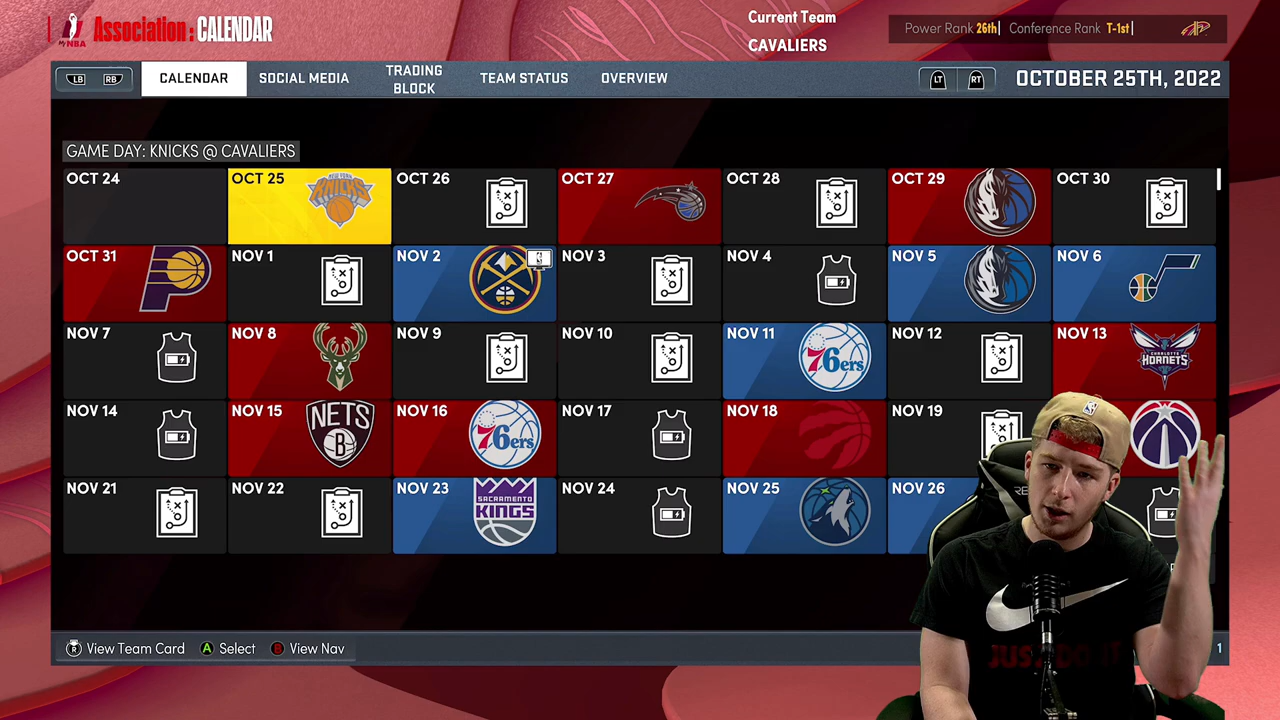 MyNBA Association: CALENDAR
Current Team
CAVALIERS
Power Rank 26th| Conference Rank T-1st|
LB RB CALENDAR SOCIAL MEDIA TRADING BLOCK TEAM STATUS OVERVIEW LT RT OCTOBER 25TH, 2022
GAME DAY: KNICKS @ CAVALIERS
OCT 24 OCT 25 NEW YORK KNICKS OCT 26 OCT 27 OCT 28 OCT 29 OCT 30
OCT 31 NOV 1 NOV 2 NOV 3 NOV 4 NOV 5 NOV 6
NOV 7 NOV 8 NOV 9 NOV 10 NOV 11 76ers NOV 12 NOV 13 CHARLOTTE HORNETS
NOV 14 NOV 15 NETS B NOV 16 76ers NOV 17 NOV 18 NOV 19
NOV 21 NOV 22 NOV 23 SACRAMENTO KINGS NOV 24 NOV 25 NOV 26
JUST DO IT
R View Team Card A Select B View Nav 1